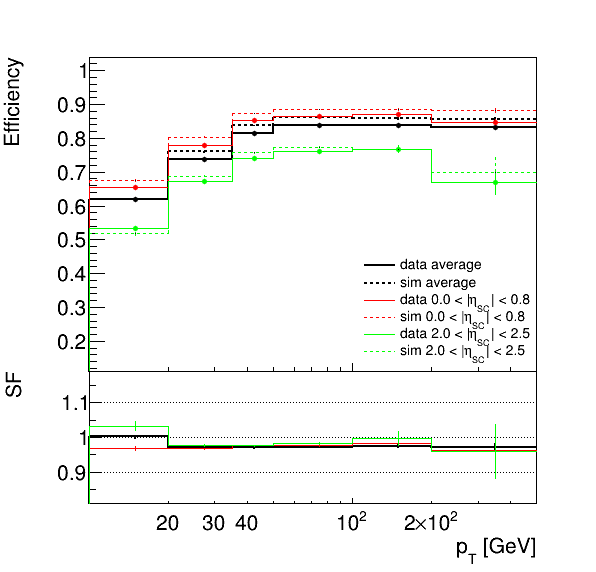 Efficiency
1
0.9
0.8
0.7
0.6
0.5
0.4
0.3
0.2
data average
sim average
data 0.0 < |η_SC| < 0.8
sim 0.0 < |η_SC| < 0.8
data 2.0 < |η_SC| < 2.5
sim 2.0 < |η_SC| < 2.5
SF
1.1
1
0.9
20 30 40 10² 2×10²
p_T [GeV]